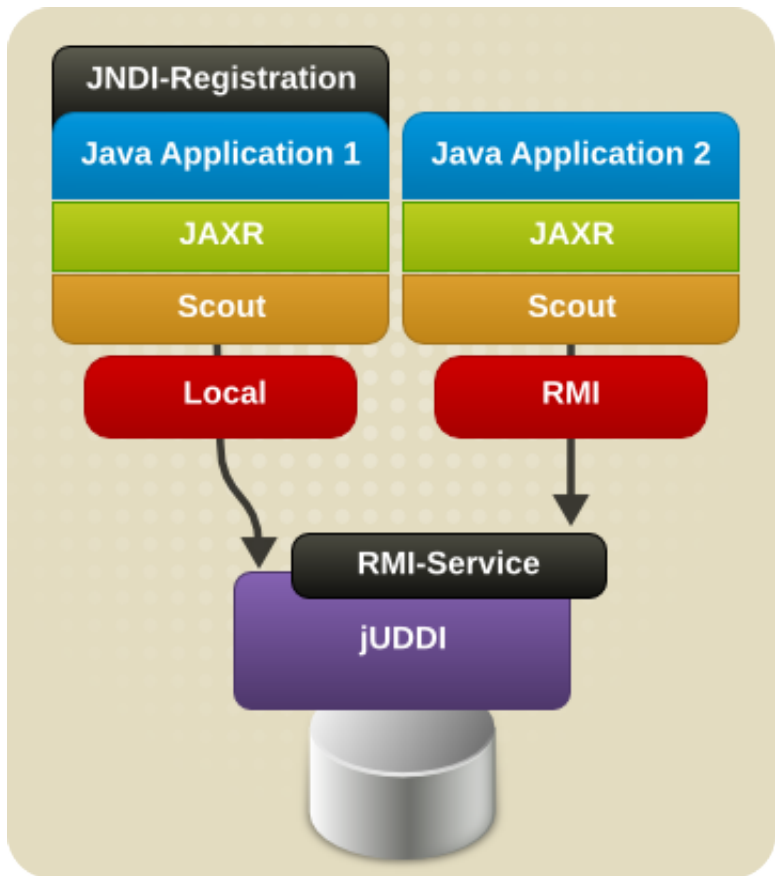 JNDI-Registration
Java Application 1
Java Application 2
JAXR
JAXR
Scout
Scout
Local
RMI
RMI-Service
jUDDI